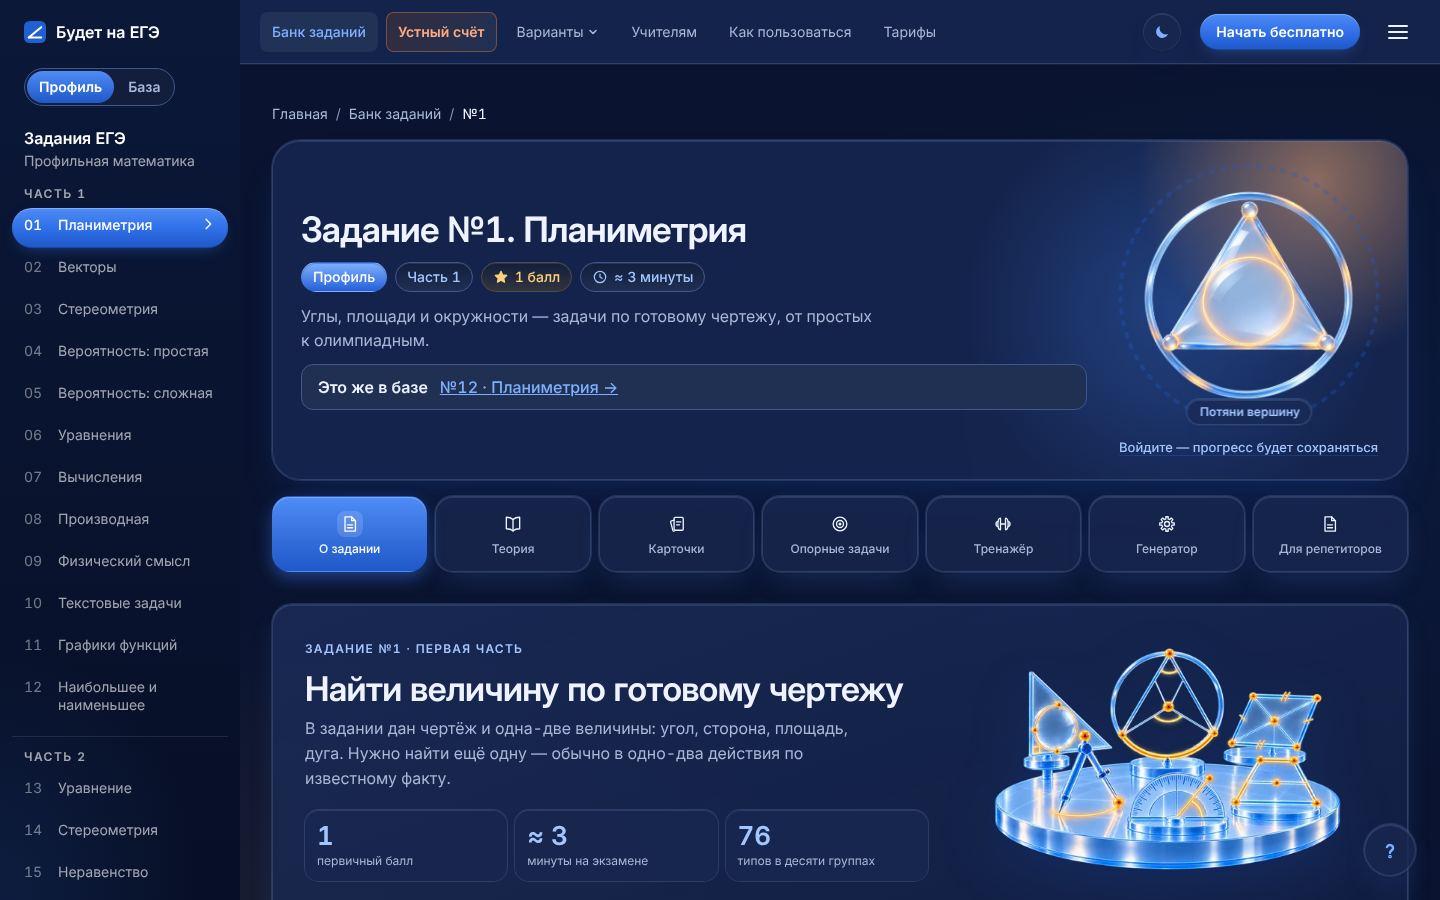 Будет на ЕГЭ
Банк заданий
Устный счёт
Варианты
Учителям
Как пользоваться
Тарифы
Начать бесплатно
Профиль
База
Задания ЕГЭ
Профильная математика
ЧАСТЬ 1
01 Планиметрия
02 Векторы
03 Стереометрия
04 Вероятность: простая
05 Вероятность: сложная
06 Уравнения
07 Вычисления
08 Производная
09 Физический смысл
10 Текстовые задачи
11 Графики функций
12 Наибольшее и
наименьшее
ЧАСТЬ 2
13 Уравнение
14 Стереометрия
15 Неравенство
Главная / Банк заданий / №1
Задание №1. Планиметрия
Профиль
Часть 1
1 балл
≈ 3 минуты
Углы, площади и окружности — задачи по готовому чертежу, от простых
к олимпиадным.
Это же в базе №12 · Планиметрия →
Потяни вершину
Войдите — прогресс будет сохраняться
О задании
Теория
Карточки
Опорные задачи
Тренажёр
Генератор
Для репетиторов
ЗАДАНИЕ №1 · ПЕРВАЯ ЧАСТЬ
Найти величину по готовому чертежу
В задании дан чертёж и одна-две величины: угол, сторона, площадь,
дуга. Нужно найти ещё одну — обычно в одно-два действия по
известному факту.
1
первичный балл
≈ 3
минуты на экзамене
76
типов в десяти группах
?